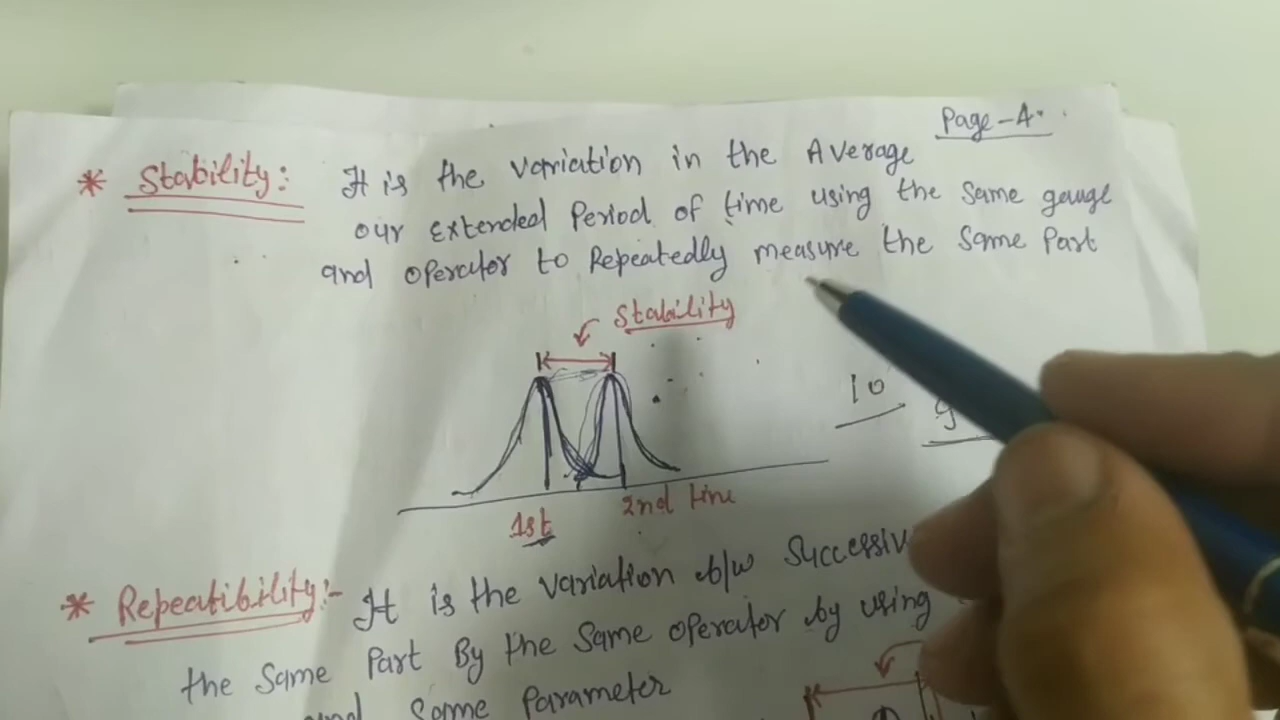 Page-4
* Stability: It is the variation in the Average
our extended Period of time using the same gauge
and operator to Repeatedly measure the same Part
Stability
10
1st 2nd time
* Repeatibility:- It is the variation b/w Successiv
the same Part By the same operator by using
and same Parameter